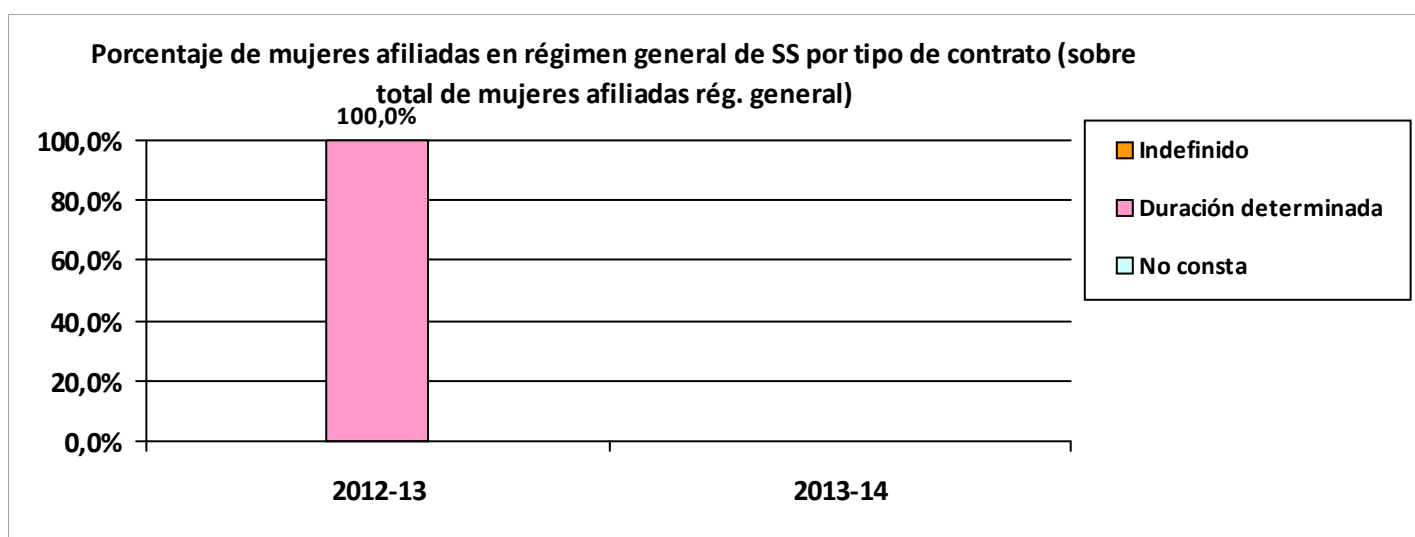 Porcentaje de mujeres afiliadas en régimen general de SS por tipo de contrato (sobre
total de mujeres afiliadas rég. general)
100,0%
100,0%
80,0%
60,0%
40,0%
20,0%
0,0%
2012-13
2013-14
Indefinido
Duración determinada
No consta